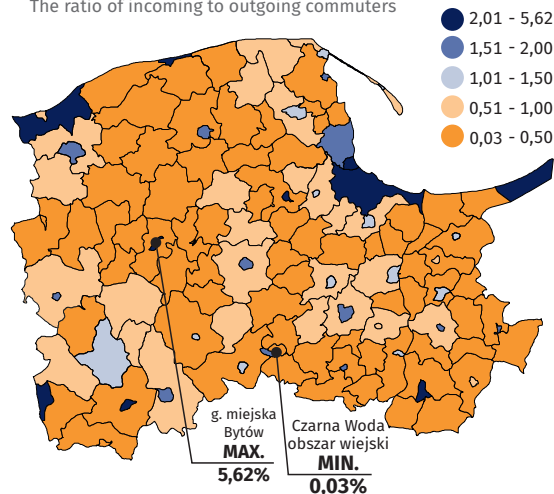 The ratio of incoming to outgoing commuters
2,01 - 5,62
1,51 - 2,00
1,01 - 1,50
0,51 - 1,00
0,03 - 0,50
g. miejska
Bytów
MAX.
5,62%
Czarna Woda
obszar wiejski
MIN.
0,03%